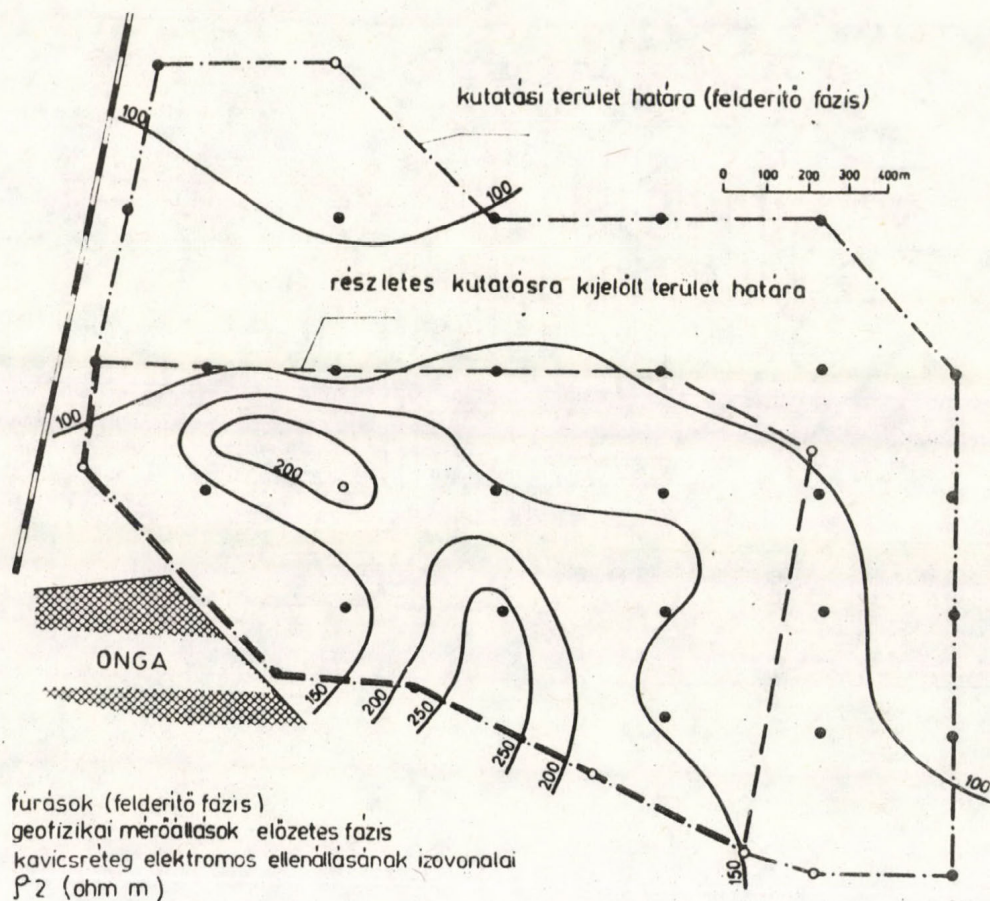 kutatási terület határa (felderítő fázis)
100
100
0 100 200 300 400m
részletes kutatásra kijelölt terület határa
100
200
ONGA
150
200
250
250
200
100
150
furások (felderítő fázis)
geofizikai mérőállások előzetes fázis
kavicsréteg elektromos ellenállásának izovonalai
ρ 2 (ohm m)